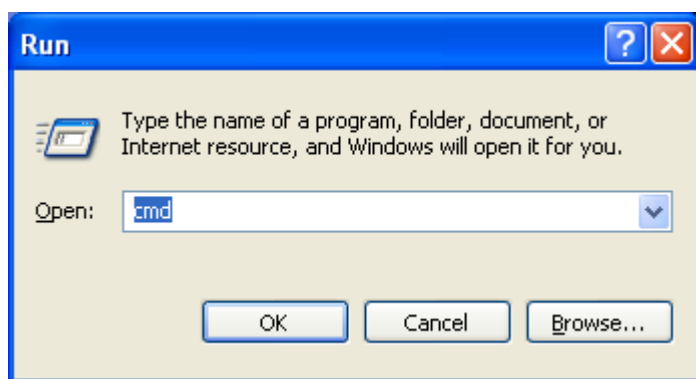 Run
Type the name of a program, folder, document, or
Internet resource, and Windows will open it for you.
Open: cmd
OK Cancel Browse...